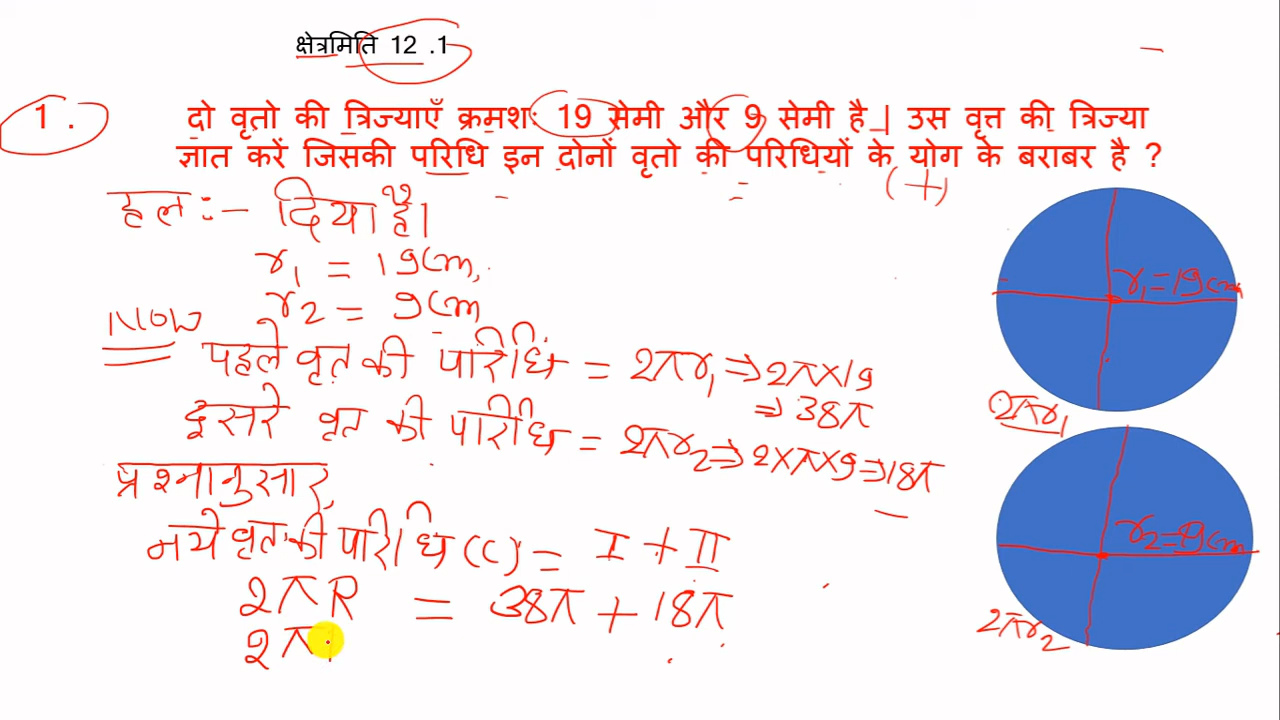 क्षेत्रमिति 12 .1
1 . दो वृतो की त्रिज्याएँ क्रमश: 19 सेमी और 9 सेमी है | उस वृत्त की त्रिज्या
ज्ञात करें जिसकी परिधि इन दोनों वृतो की परिधियों के योग के बराबर है ?
(+)
हल :- दिया है।
r₁ = 19cm,
r₂ = 9cm
Now
पहले वृत की परिधि = 2πr₁ ⇒ 2π×19
⇒ 38π
दुसरे वृत की परिधि = 2πr₂ ⇒ 2×π×9 ⇒ 18π
प्रश्नानुसार,
नये वृत की परिधि (C) = I + II
2πR = 38π + 18π
2π
r₁=19cm
2πr₁
r₂=9cm
2πr₂